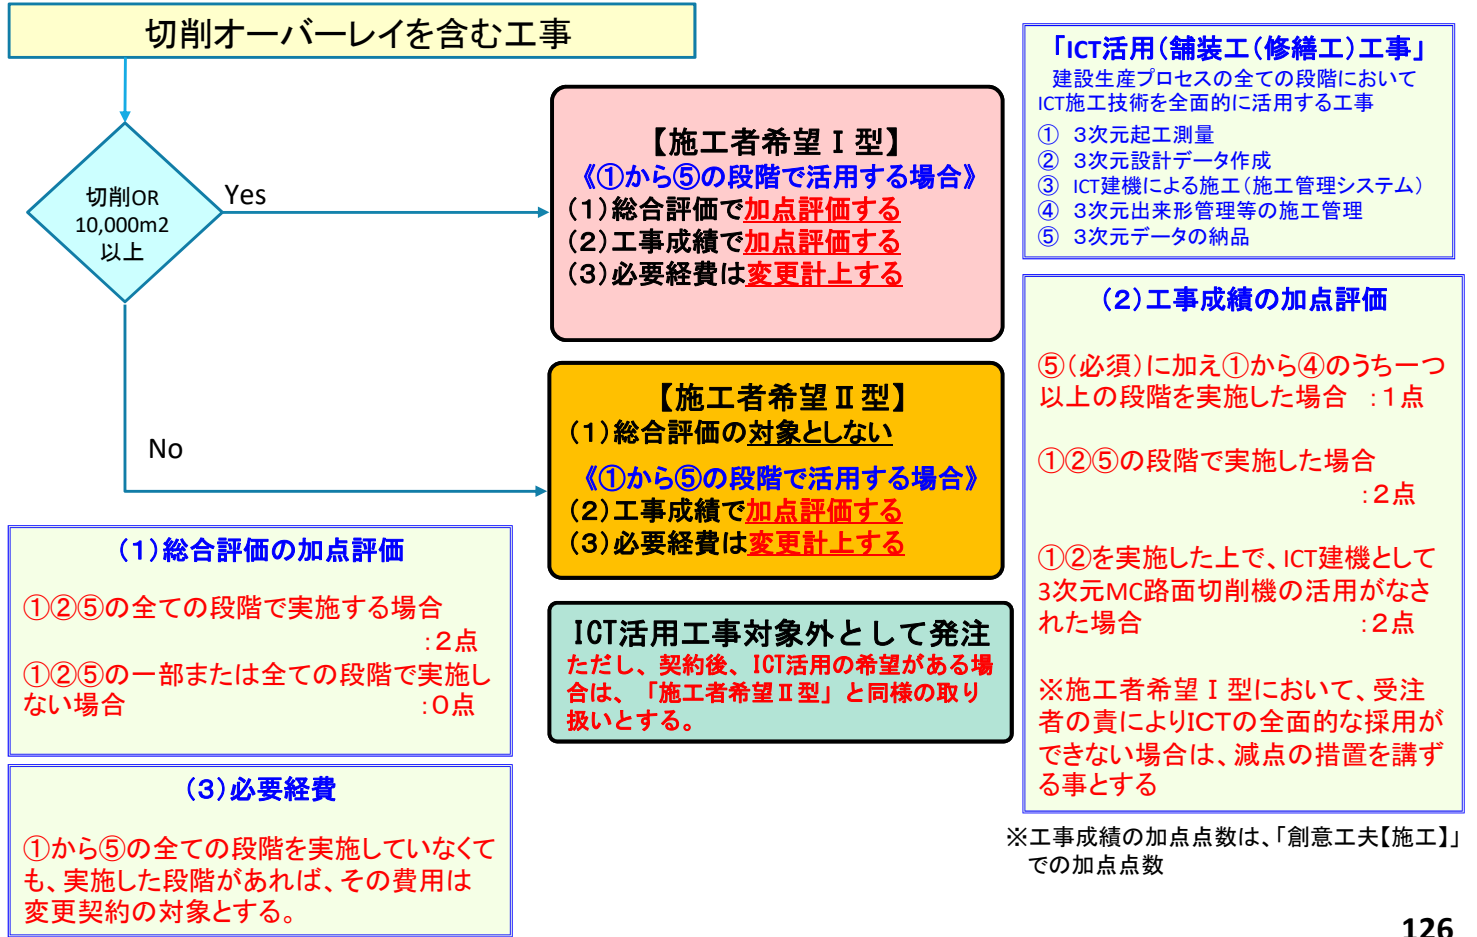 切削オーバーレイを含む工事
切削OR
10,000m2
以上
Yes
No
【施工者希望Ⅰ型】
《①から⑤の段階で活用する場合》
（１）総合評価で加点評価する
（２）工事成績で加点評価する
（３）必要経費は変更計上する
【施工者希望Ⅱ型】
（１）総合評価の対象としない
《①から⑤の段階で活用する場合》
（２）工事成績で加点評価する
（３）必要経費は変更計上する
ICT活用工事対象外として発注
ただし、契約後、ICT活用の希望がある場
合は、「施工者希望Ⅱ型」と同様の取り
扱いとする。
（１）総合評価の加点評価
①②⑤の全ての段階で実施する場合
：２点
①②⑤の一部または全ての段階で実施し
ない場合　：０点
（３）必要経費
①から⑤の全ての段階を実施していなくて
も、実施した段階があれば、その費用は
変更契約の対象とする。
「ICT活用（舗装工（修繕工）工事」
建設生産プロセスの全ての段階において
ICT施工技術を全面的に活用する工事
①　３次元起工測量
②　３次元設計データ作成
③　ICT建機による施工（施工管理システム）
④　３次元出来形管理等の施工管理
⑤　３次元データの納品
（２）工事成績の加点評価
⑤（必須）に加え①から④のうち一つ
以上の段階を実施した場合　：１点
①②⑤の段階で実施した場合
：２点
①②を実施した上で、ICT建機として
3次元MC路面切削機の活用がなさ
れた場合　：２点
※施工者希望Ⅰ型において、受注
者の責によりICTの全面的な採用が
できない場合は、減点の措置を講ず
る事とする
※工事成績の加点点数は、「創意工夫【施工】」
での加点点数
126